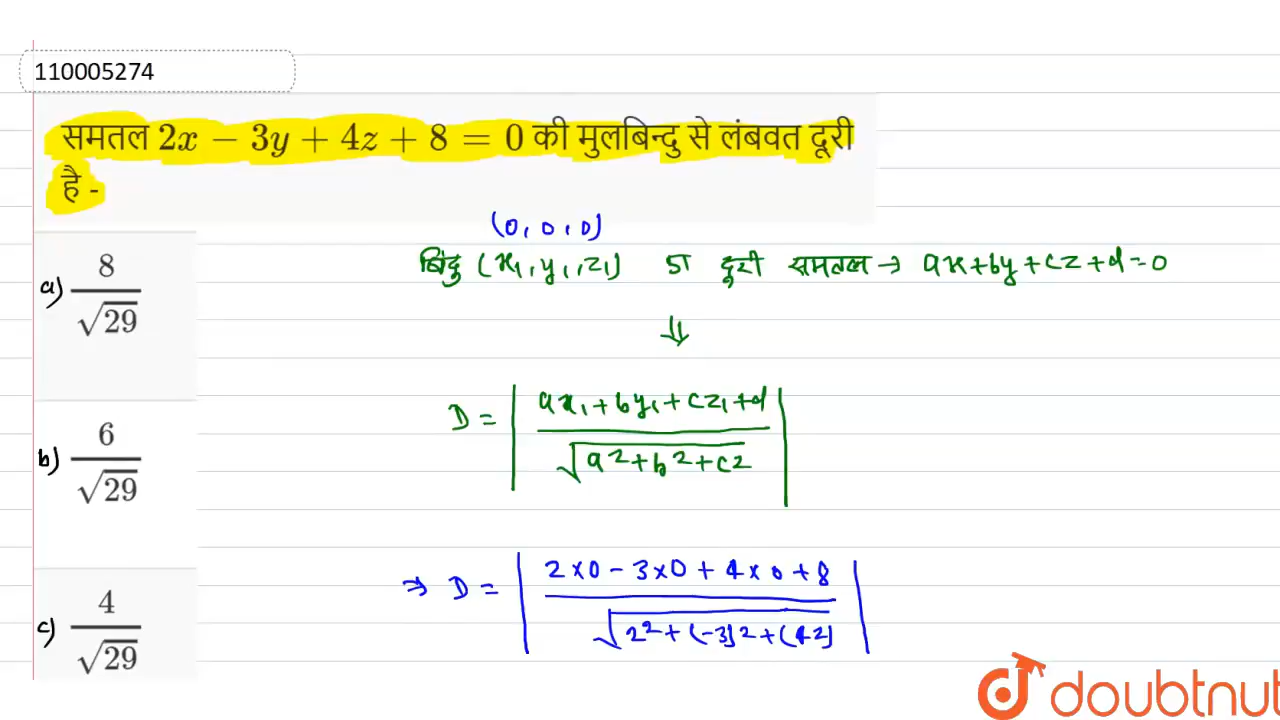 110005274
समतल 2x − 3y + 4z + 8 = 0 की मुलबिन्दु से लंबवत दूरी
है -
(0, 0, 0)
बिंदु (x₁, y₁, z₁) से दूरी समतल → ax+by+cz+d=0
a) 8/√29
⇓
D = | ax₁+by₁+cz₁+d / √a²+b²+c² |
b) 6/√29
⇒ D = | 2×0 − 3×0 + 4×0 + 8 / √2²+(-3)²+(4²) |
c) 4/√29
doubtnut